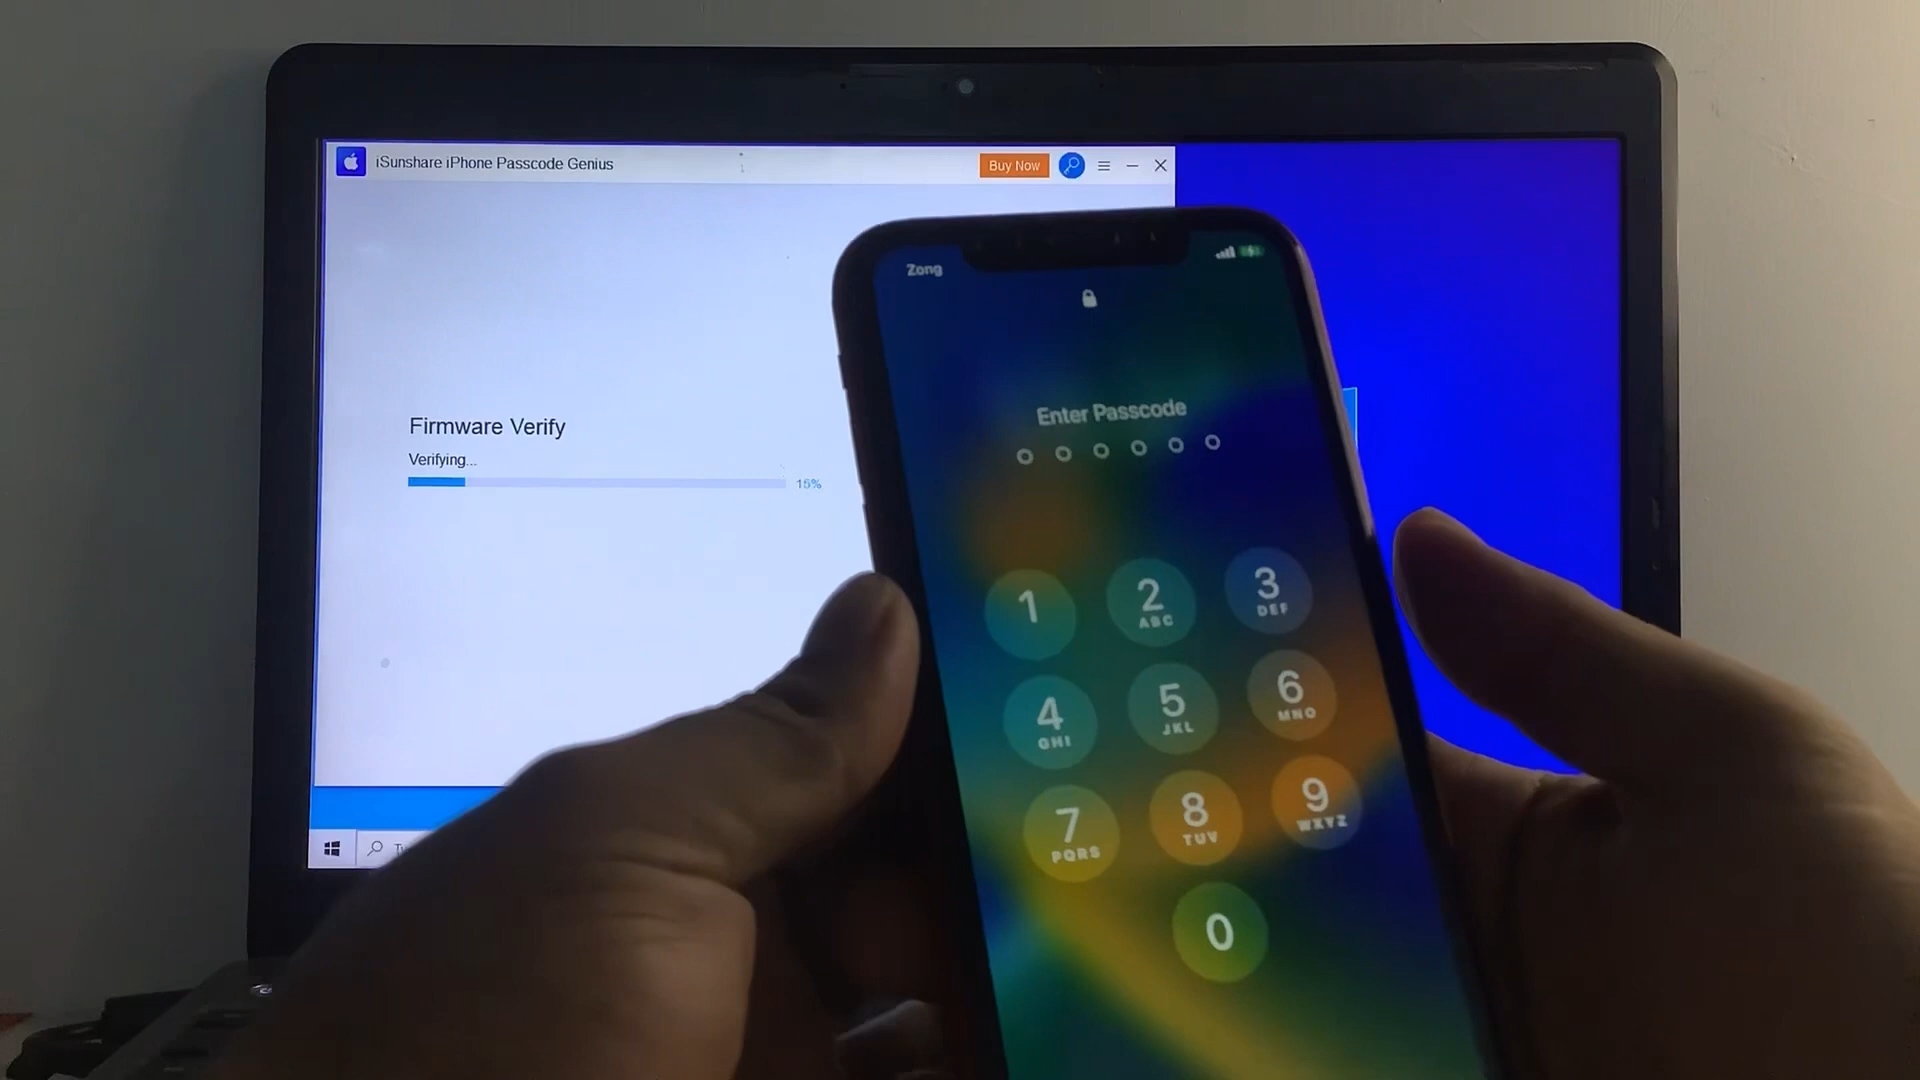 iSunshare iPhone Passcode Genius
Buy Now
Firmware Verify
Verifying...
15%
Zong
Enter Passcode
1
2
ABC
3
DEF
4
GHI
5
JKL
6
MNO
7
PQRS
8
TUV
9
WXYZ
0